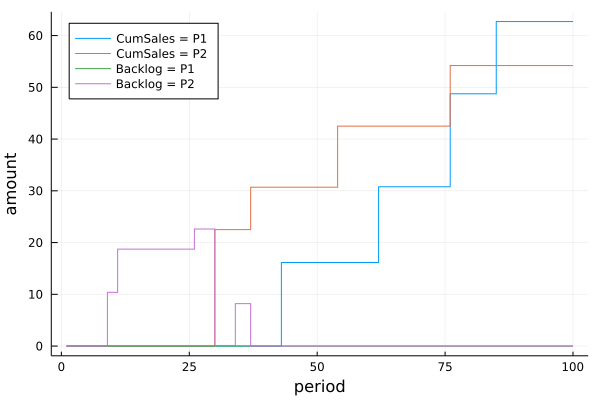 CumSales = P1
CumSales = P2
Backlog = P1
Backlog = P2
60
50
40
30
20
10
0
amount
0 25 50 75 100
period